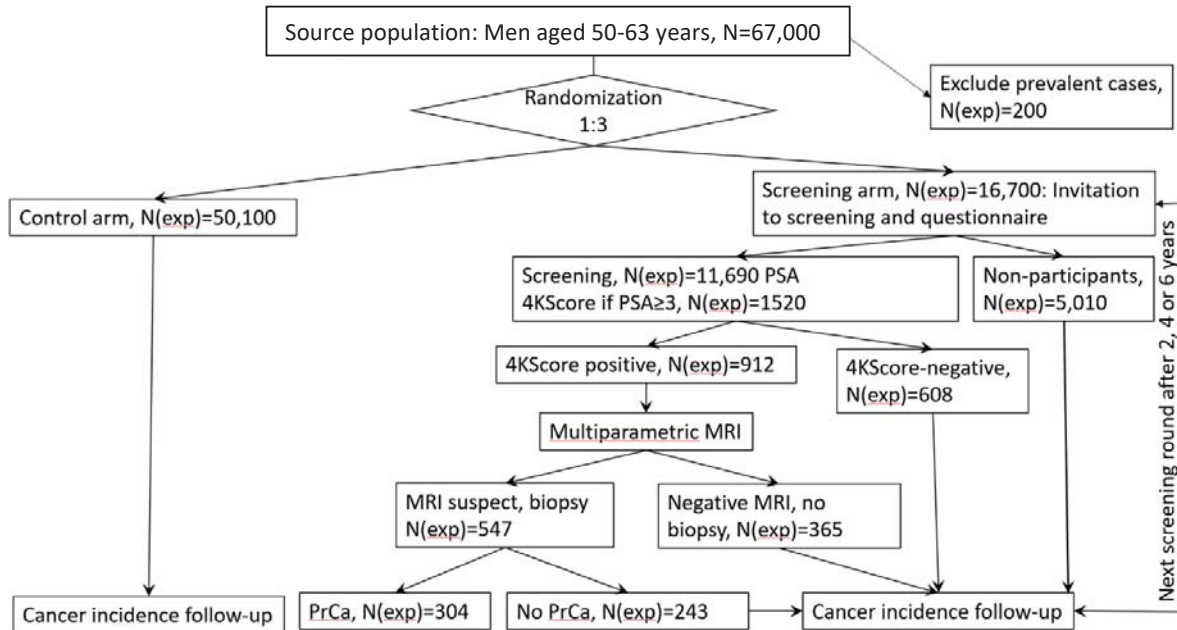 Source population: Men aged 50-63 years, N=67,000
Exclude prevalent cases,
N(exp)=200
Randomization
1:3
Control arm, N(exp)=50,100
Screening arm, N(exp)=16,700: Invitation
to screening and questionnaire
Screening, N(exp)=11,690 PSA
4KScore if PSA≥3, N(exp)=1520
Non-participants,
N(exp)=5,010
4KScore positive, N(exp)=912
4KScore-negative,
N(exp)=608
Multiparametric MRI
MRI suspect, biopsy
N(exp)=547
Negative MRI, no
biopsy, N(exp)=365
Cancer incidence follow-up
PrCa, N(exp)=304
No PrCa, N(exp)=243
Cancer incidence follow-up
Next screening round after 2, 4 or 6 years